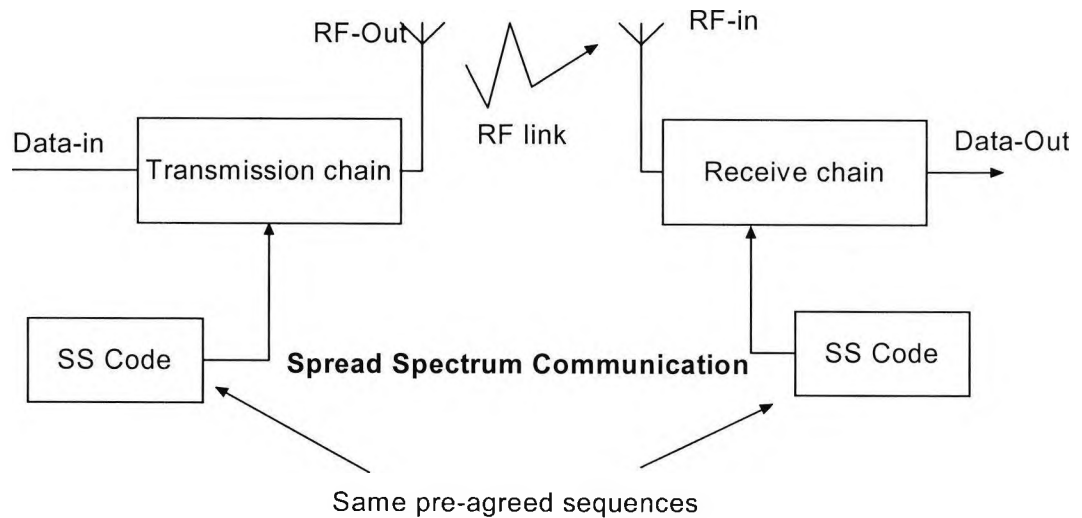 RF-Out
RF-in
RF link
Data-in
Transmission chain
Receive chain
Data-Out
SS Code
Spread Spectrum Communication
SS Code
Same pre-agreed sequences